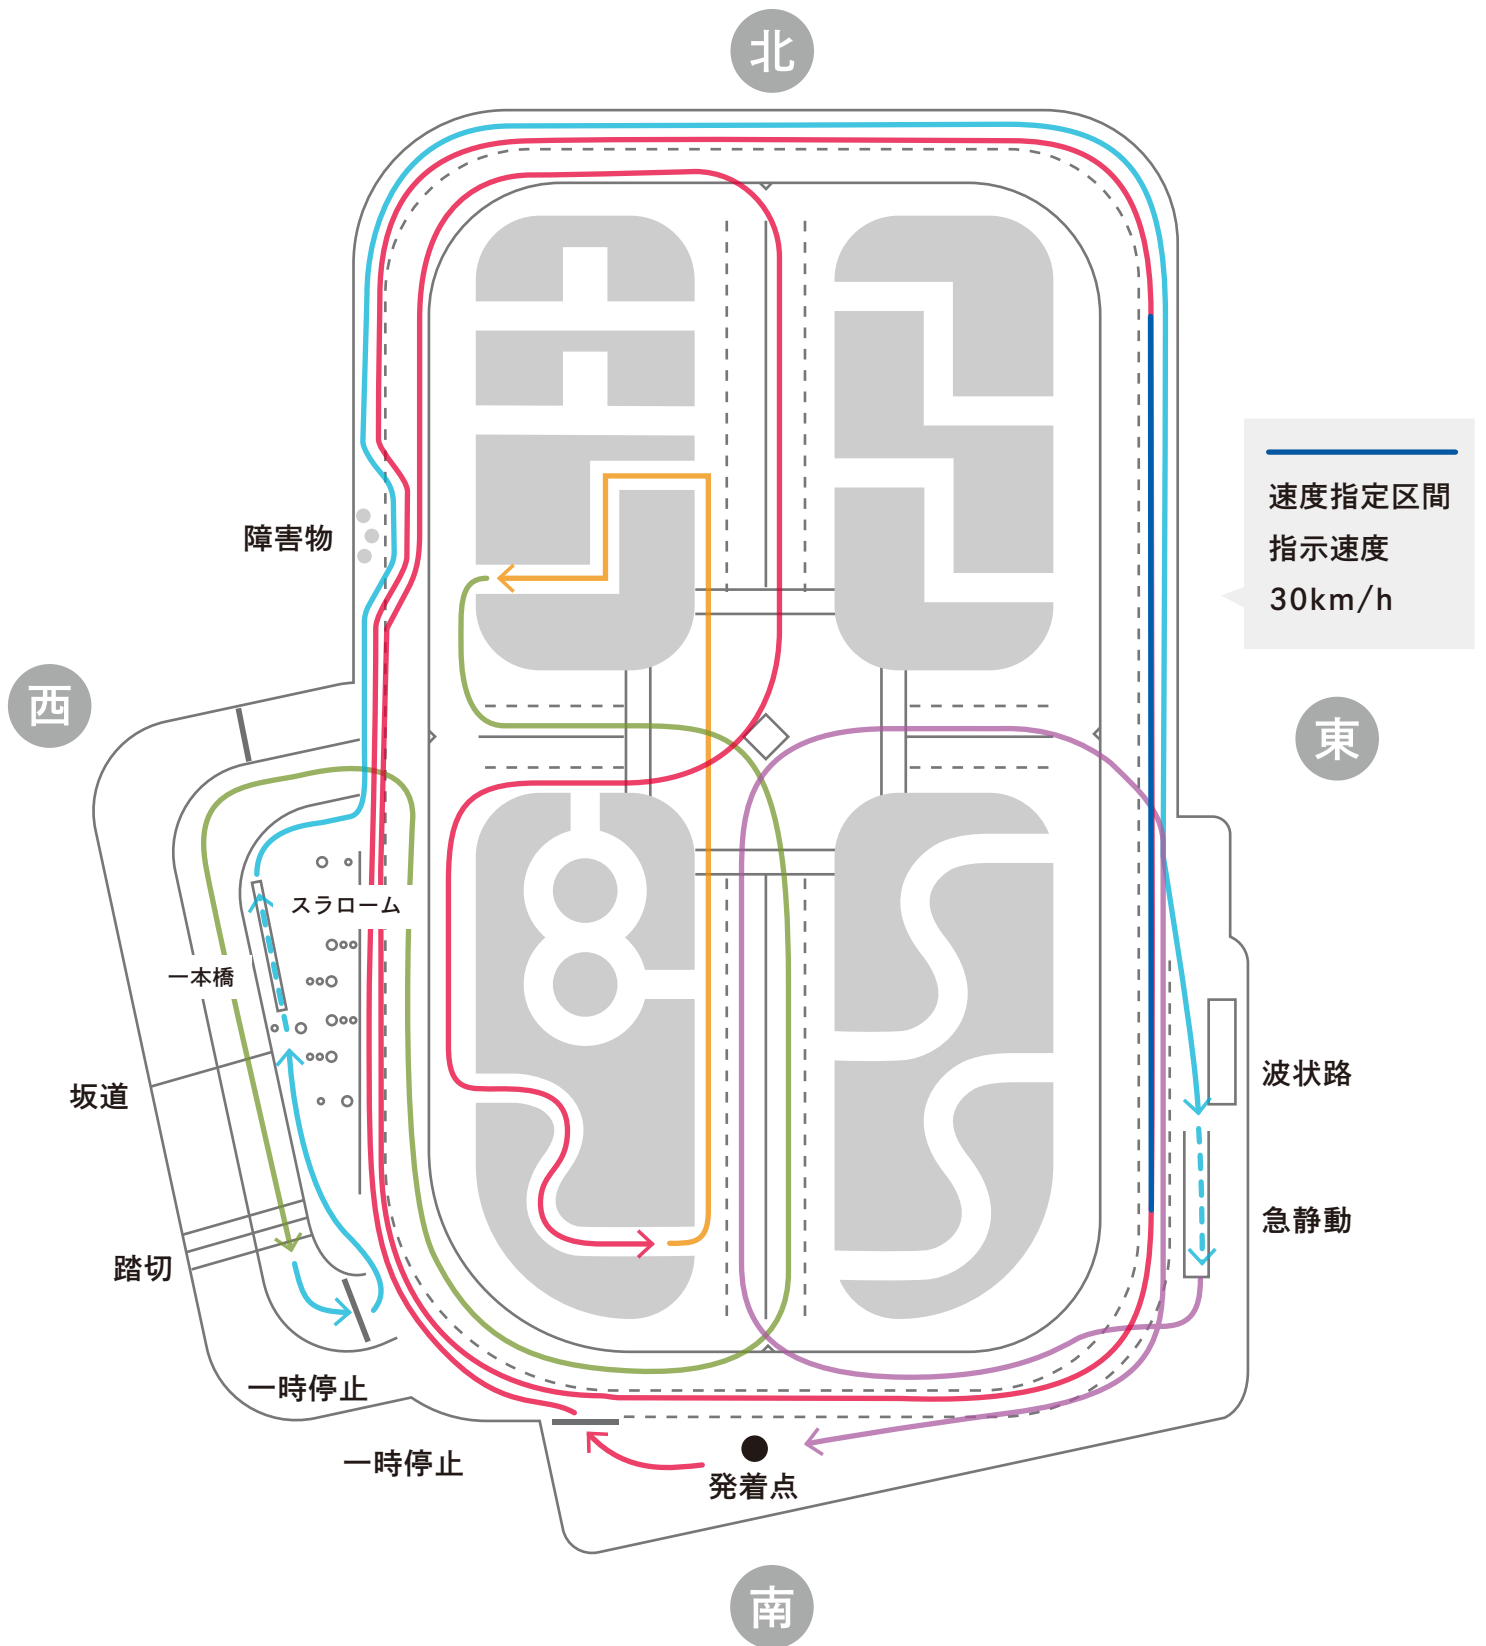 北
障害物
速度指定区間
指示速度
30km/h
西
東
スラローム
一本橋
坂道
波状路
踏切
急静動
一時停止
一時停止
発着点
南